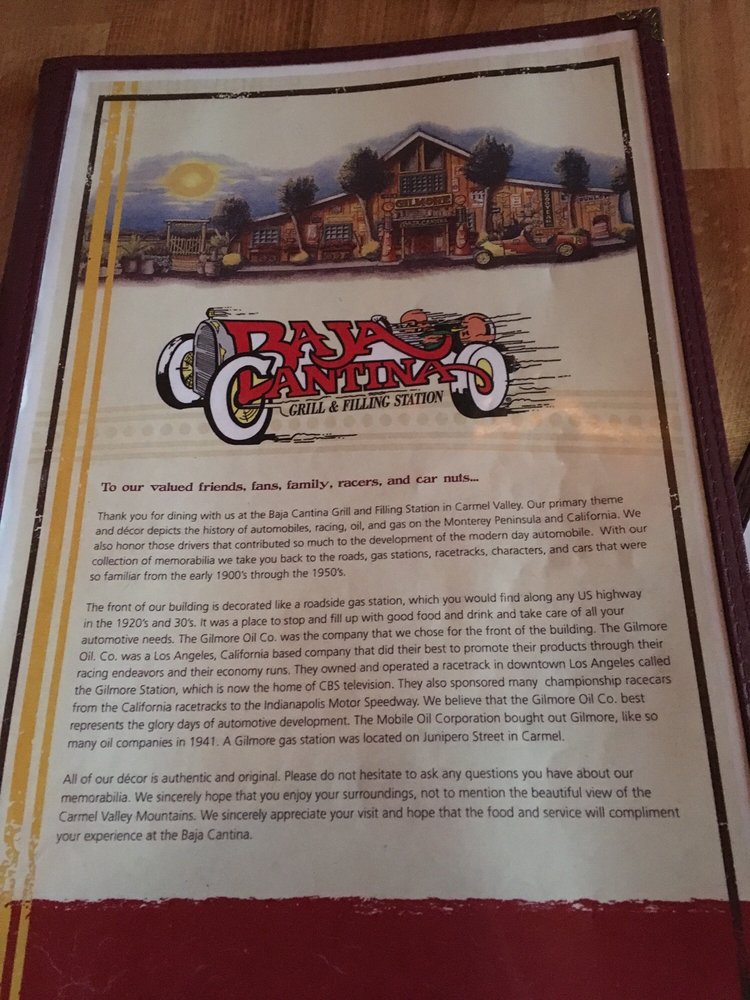 GILMORE
BAJA CANTINA
BAJA
CANTINA
GRILL & FILLING STATION
To our valued friends, fans, family, racers, and car nuts...
Thank you for dining with us at the Baja Cantina Grill and Filling Station in Carmel Valley. Our primary theme
and décor depicts the history of automobiles, racing, oil, and gas on the Monterey Peninsula and California. We
also honor those drivers that contributed so much to the development of the modern day automobile. With our
collection of memorabilia we take you back to the roads, gas stations, racetracks, characters, and cars that were
so familiar from the early 1900's through the 1950's.
The front of our building is decorated like a roadside gas station, which you would find along any US highway
in the 1920's and 30's. It was a place to stop and fill up with good food and drink and take care of all your
automotive needs. The Gilmore Oil Co. was the company that we chose for the front of the building. The Gilmore
Oil. Co. was a Los Angeles, California based company that did their best to promote their products through their
racing endeavors and their economy runs. They owned and operated a racetrack in downtown Los Angeles called
the Gilmore Station, which is now the home of CBS television. They also sponsored many championship racecars
from the California racetracks to the Indianapolis Motor Speedway. We believe that the Gilmore Oil Co. best
represents the glory days of automotive development. The Mobile Oil Corporation bought out Gilmore, like so
many oil companies in 1941. A Gilmore gas station was located on Junipero Street in Carmel.
All of our décor is authentic and original. Please do not hesitate to ask any questions you have about our
memorabilia. We sincerely hope that you enjoy your surroundings, not to mention the beautiful view of the
Carmel Valley Mountains. We sincerely appreciate your visit and hope that the food and service will compliment
your experience at the Baja Cantina.